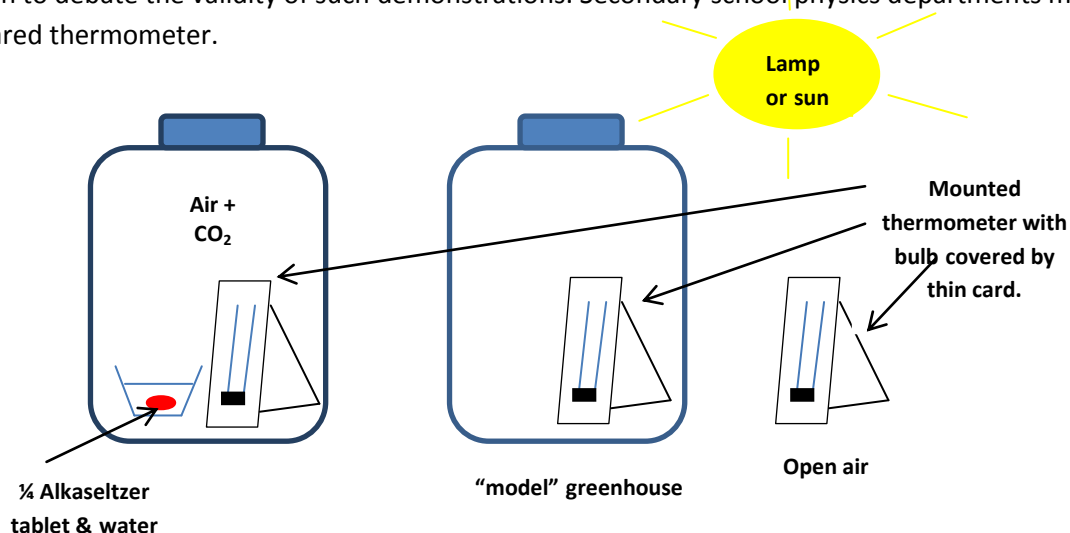 to debate the validity of such demonstrations. Secondary school physics departments
red thermometer.
Lamp
or sun
Air +
CO₂
Mounted
thermometer with
bulb covered by
thin card.
Open air
"model" greenhouse
¼ Alkaseltzer
tablet & water